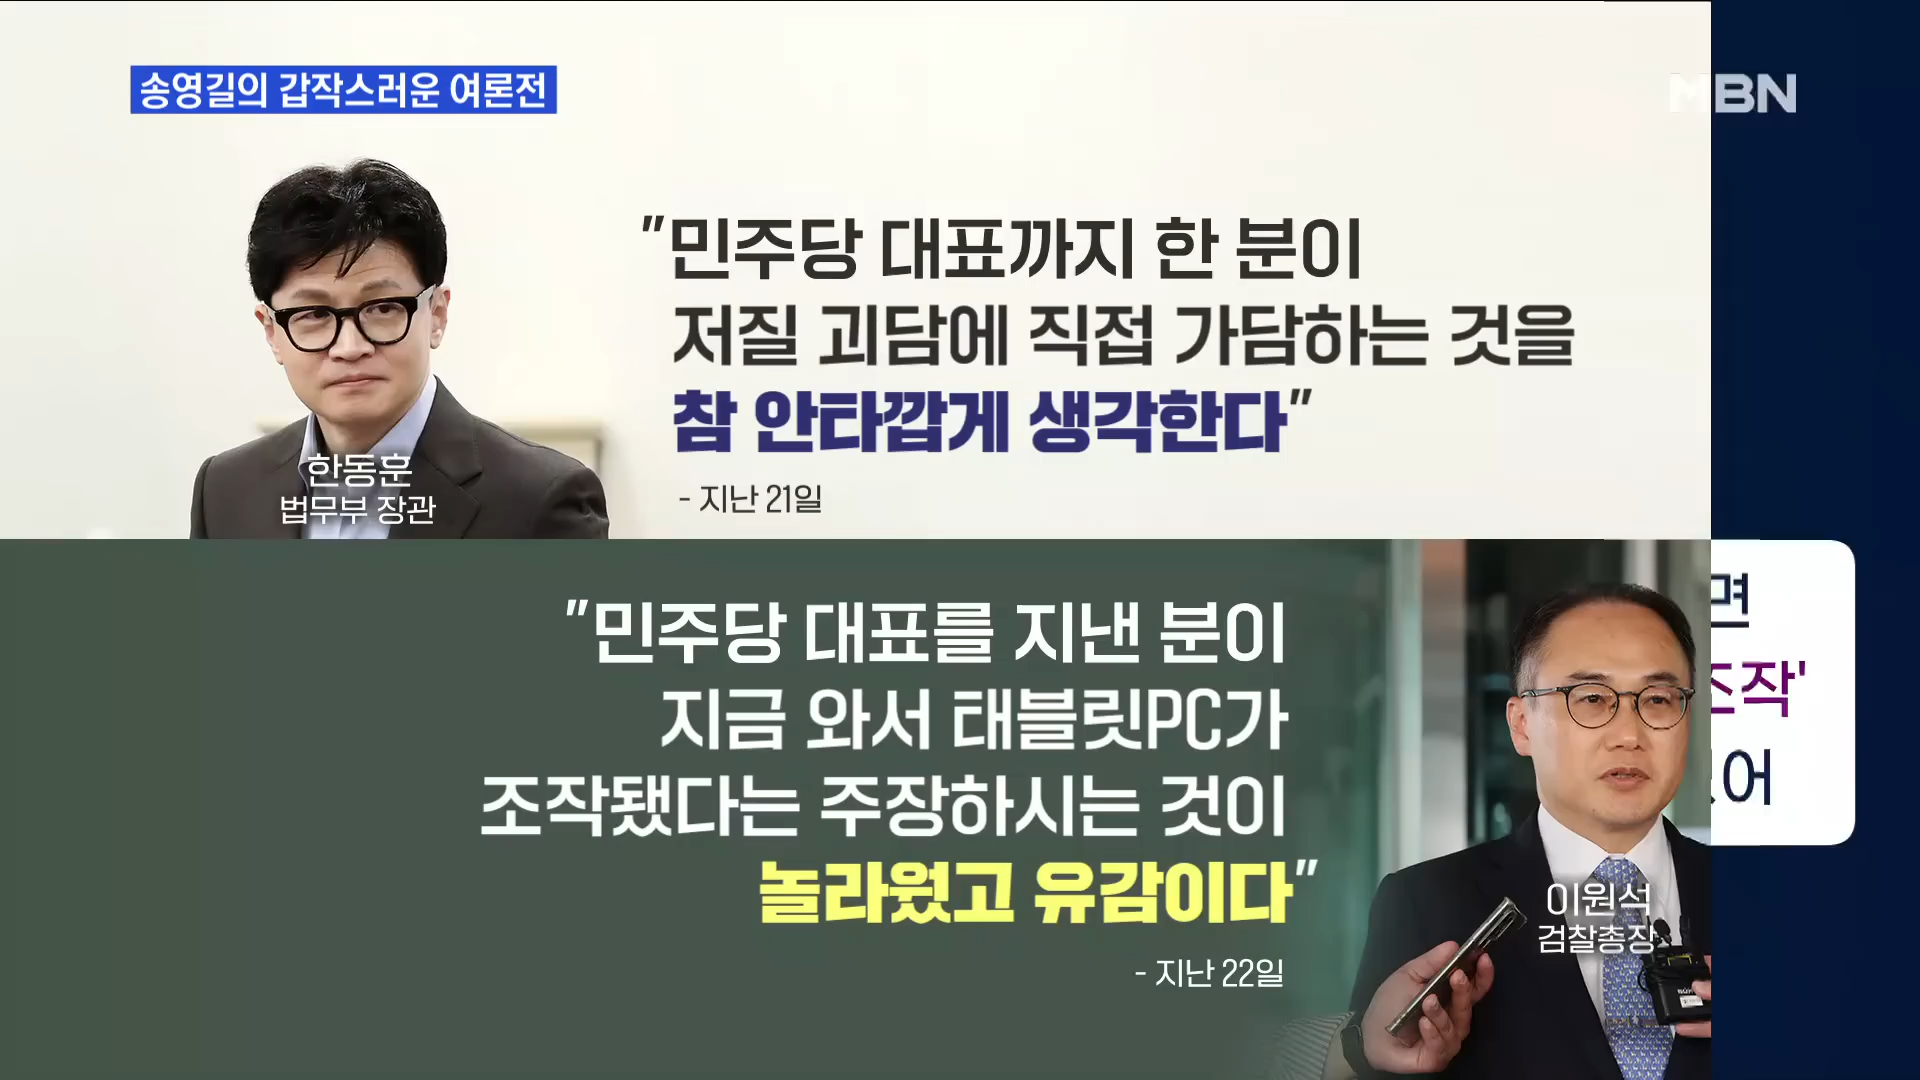 송영길의 갑작스러운 여론전
MBN
"민주당 대표까지 한 분이
저질 괴담에 직접 가담하는 것을
참 안타깝게 생각한다"
- 지난 21일
한동훈
법무부 장관
"민주당 대표를 지낸 분이
지금 와서 태블릿PC가
조작됐다는 주장하시는 것이
놀라웠고 유감이다"
- 지난 22일
이원석
검찰총장
면
조작'
어